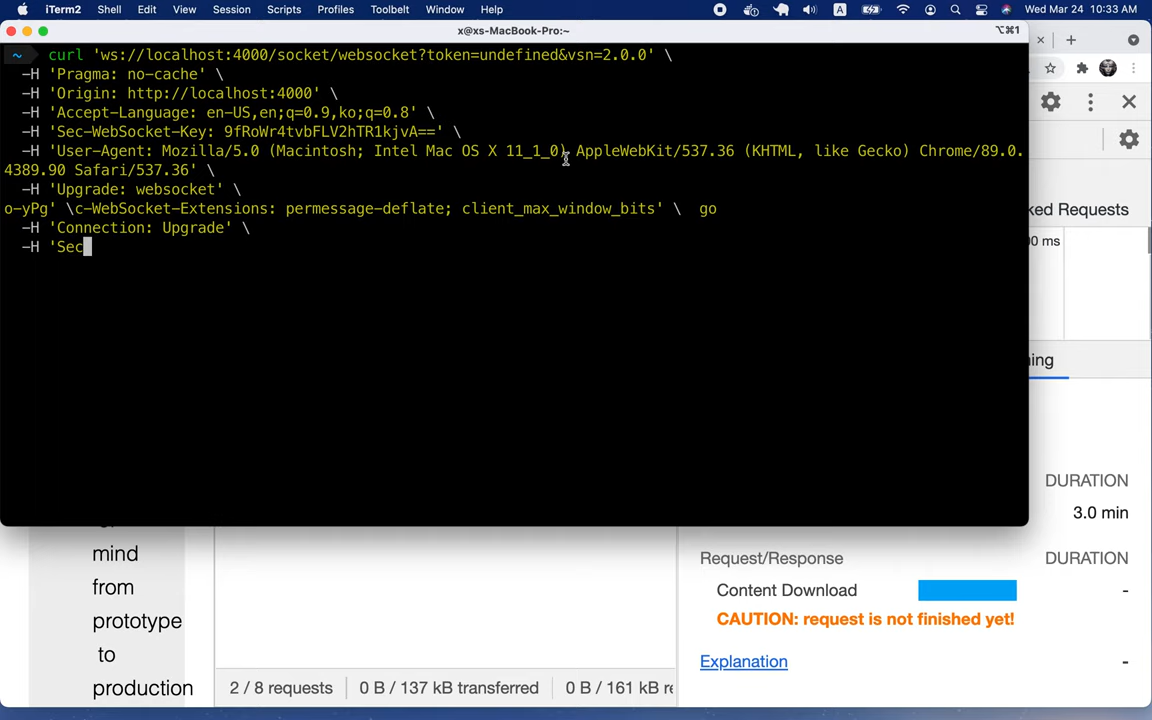 iTerm2 Shell Edit View Session Scripts Profiles Toolbelt Window Help A Wed Mar 24 10:33 AM
x@xs-MacBook-Pro:~ ⌥⌘1
~ curl 'ws://localhost:4000/socket/websocket?token=undefined&vsn=2.0.0' \
-H 'Pragma: no-cache' \
-H 'Origin: http://localhost:4000' \
-H 'Accept-Language: en-US,en;q=0.9,ko;q=0.8' \
-H 'Sec-WebSocket-Key: 9fRoWr4tvbFLV2hTR1kjvA==' \
-H 'User-Agent: Mozilla/5.0 (Macintosh; Intel Mac OS X 11_1_0) AppleWebKit/537.36 (KHTML, like Gecko) Chrome/89.0.
4389.90 Safari/537.36' \
-H 'Upgrade: websocket' \
o-yPg' \c-WebSocket-Extensions: permessage-deflate; client_max_window_bits' \ go
-H 'Connection: Upgrade' \
-H 'Sec
ked Requests
00 ms
ning
DURATION
3.0 min
Request/Response DURATION
Content Download -
CAUTION: request is not finished yet!
Explanation -
mind
from
prototype
to
production
2 / 8 requests 0 B / 137 kB transferred 0 B / 161 kB re